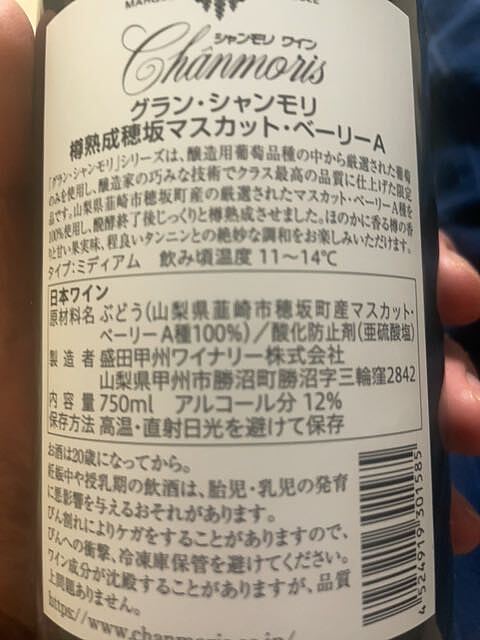 シャンモリ ワイン
Chanmoris
グラン・シャンモリ
樽熟成穂坂マスカット・ベーリーA
「グラン・シャンモリ」シリーズは、醸造用葡萄品種の中から厳選された葡萄
のみを使用し、醸造家の巧みな技術でクラス最高の品質に仕上げた限定
品です。山梨県韮崎市穂坂町産の厳選されたマスカット・ベーリーA種を
100%使用し、醗酵終了後じっくりと樽熟成させました。ほのかに香る樽の香
りと甘い果実味、程良いタンニンとの絶妙な調和をお楽しみいただけます。
タイプ:ミディアム 飲み頃温度 11~14℃
日本ワイン
原材料名 ぶどう(山梨県韮崎市穂坂町産マスカット・
ベーリーA種100%)/酸化防止剤(亜硫酸塩)
製造者 盛田甲州ワイナリー株式会社
山梨県甲州市勝沼町勝沼字三輪窪2842
内容量 750ml アルコール分 12%
保存方法 高温・直射日光を避けて保存
お酒は20歳になってから。
妊娠中や授乳期の飲酒は、胎児・乳児の発育
に悪影響を与えるおそれがあります。
びん割れによりケガをすることがありますので、
びんへの衝撃、冷凍庫保管を避けてください。
ワイン成分が沈殿することがありますが、品質
上問題ありません。
https://www.chanmoris.co.jp/
4 524919 301585